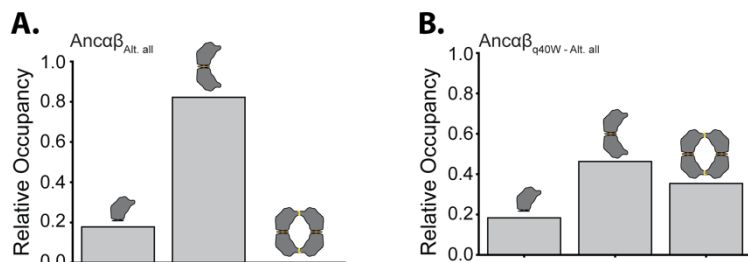 A.
Ancαβ Alt. all
1.0
0.8
0.6
0.4
0.2
0.0
Relative Occupancy
B.
Ancαβ q40W - Alt. all
1.0
0.8
0.6
0.4
0.2
0.0
Relative Occupancy